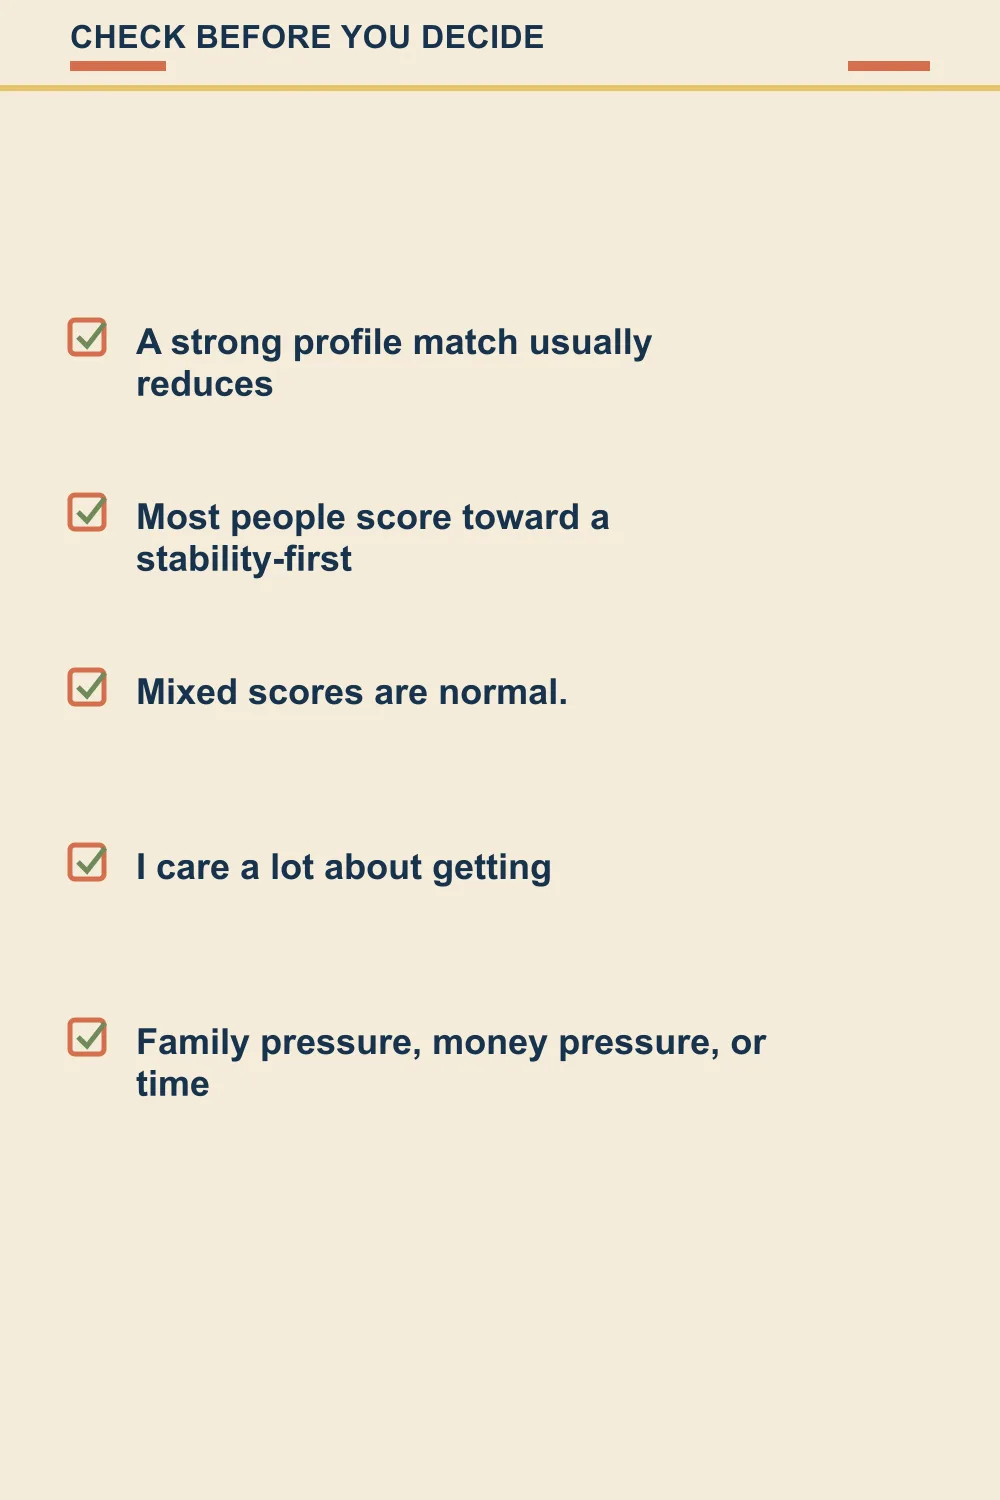 CHECK BEFORE YOU DECIDE
A strong profile match usually
reduces
Most people score toward a
stability-first
Mixed scores are normal.
I care a lot about getting
Family pressure, money pressure, or
time